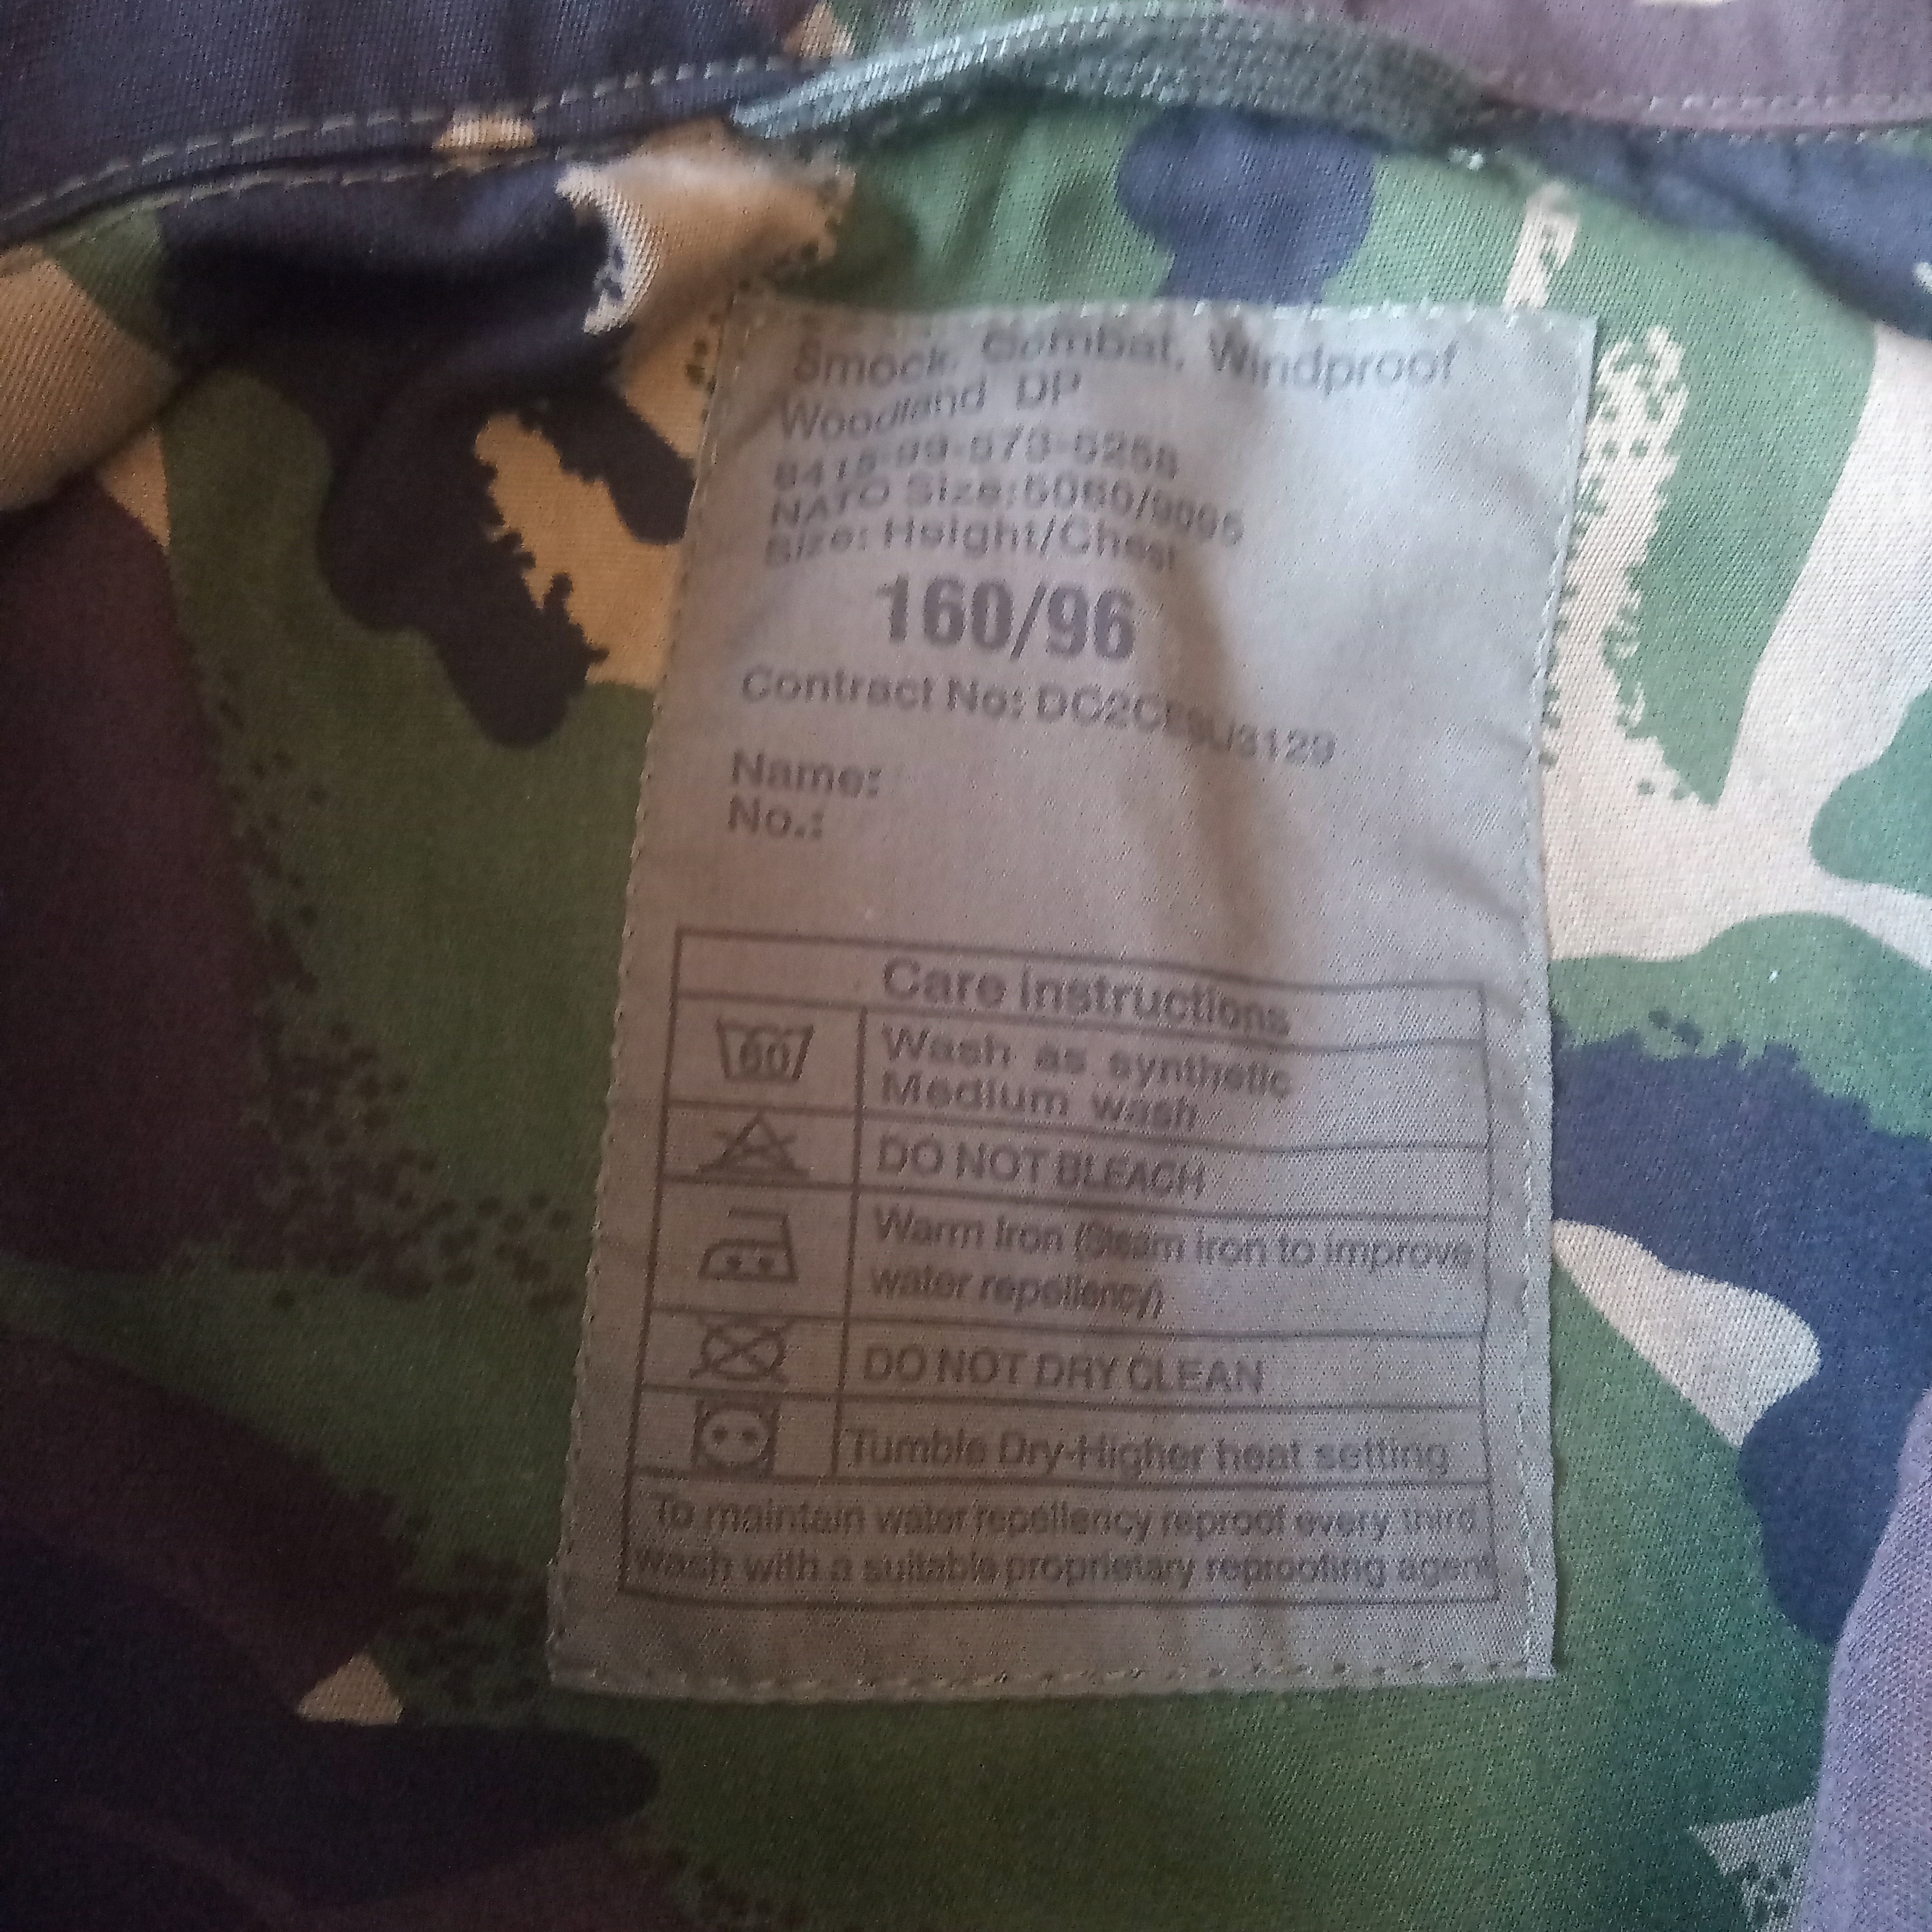 Smock, Combat, Windproof
Woodland DP
8415-99-573-5258
NATO Size:6060/9095
Size: Height/Chest
160/96
Contract No:
Name:
No.:
Care instructions
60 Wash as synthetic
Medium wash
DO NOT BLEACH
Warm Iron (Steam iron to improve
water repellency)
DO NOT DRY CLEAN
Tumble Dry-Higher heat setting
To maintain water repellency reproof every third
wash with a suitable proprietary reproofing agent